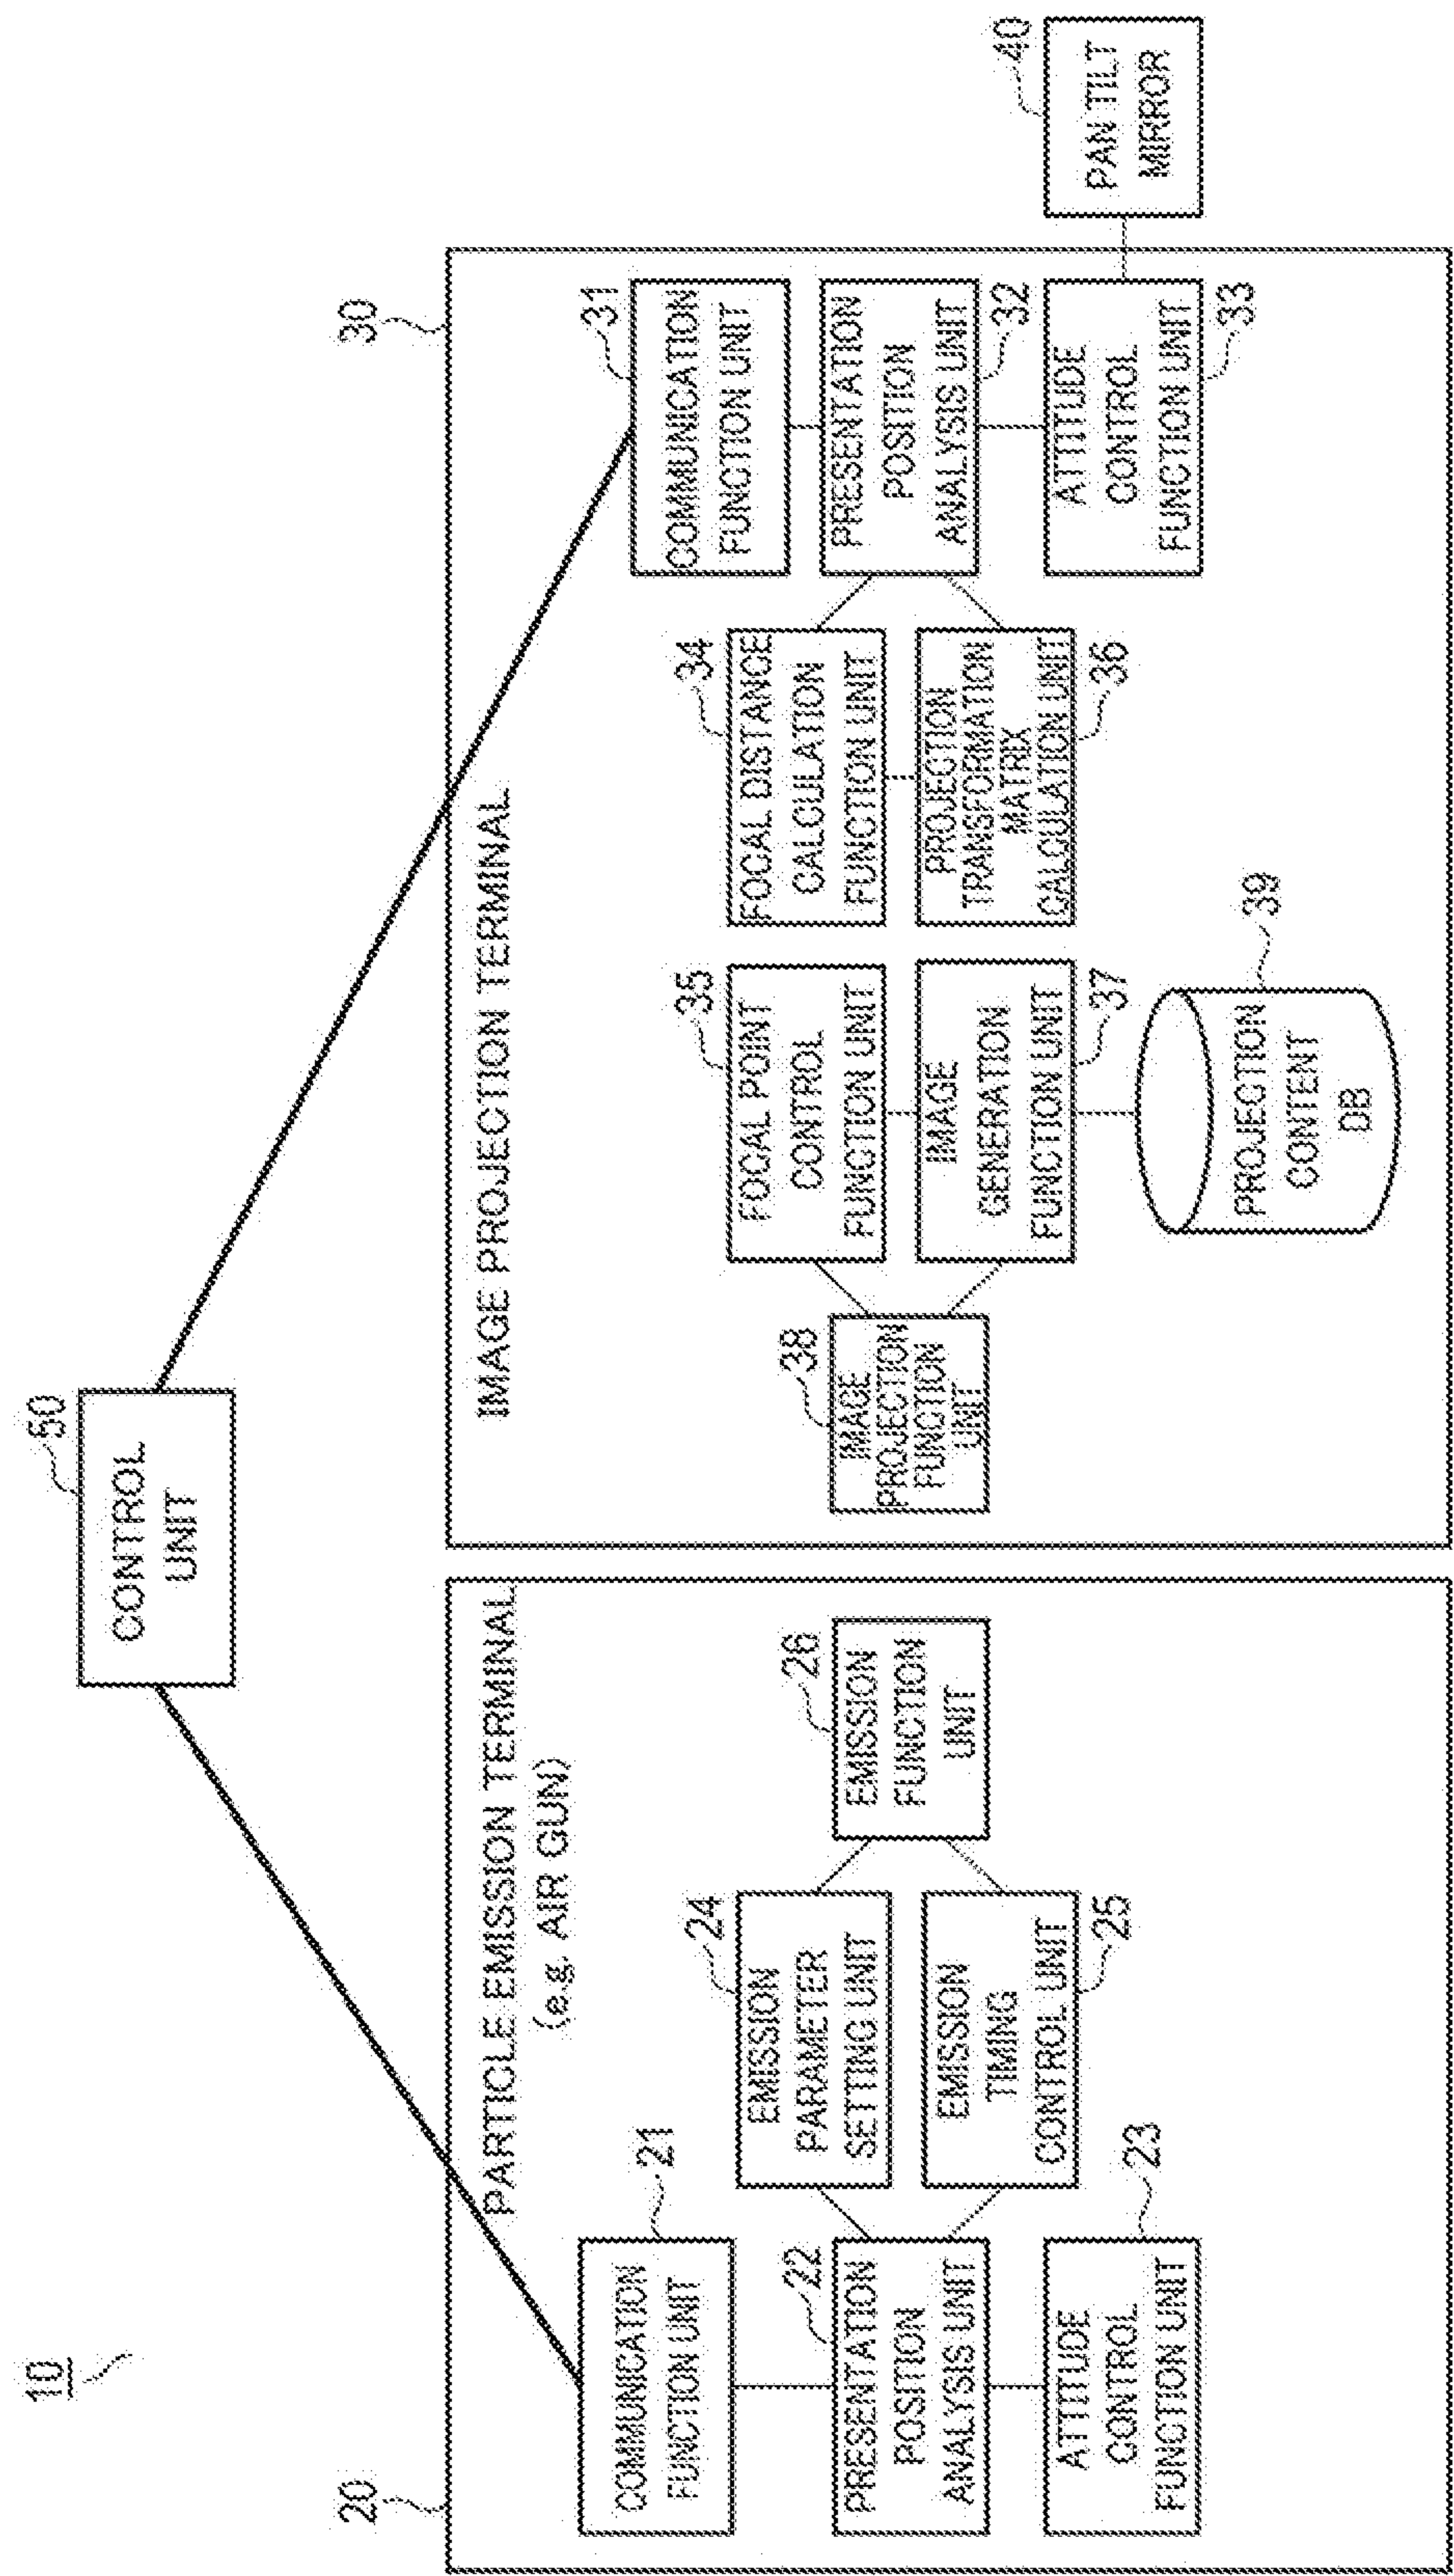 10
50
CONTROL
UNIT
20
PARTICLE EMISSION TERMINAL
(e.g. AIR GUN)
21
COMMUNICATION
FUNCTION UNIT
22
PRESENTATION
POSITION
ANALYSIS UNIT
23
ATTITUDE
CONTROL
FUNCTION UNIT
24
EMISSION
PARAMETER
SETTING UNIT
25
EMISSION
TIMING
CONTROL UNIT
26
EMISSION
FUNCTION
UNIT
30
IMAGE PROJECTION TERMINAL
38
IMAGE
PROJECTION
FUNCTION
UNIT
35
FOCAL POINT
CONTROL
FUNCTION UNIT
37
IMAGE
GENERATION
FUNCTION UNIT
39
PROJECTION
CONTENT
DB
34
FOCAL DISTANCE
CALCULATION
FUNCTION UNIT
36
PROJECTION
TRANSFORMATION
MATRIX
CALCULATION UNIT
31
COMMUNICATION
FUNCTION UNIT
32
PRESENTATION
POSITION
ANALYSIS UNIT
33
ATTITUDE
CONTROL
FUNCTION UNIT
40
PAN TILT
MIRROR